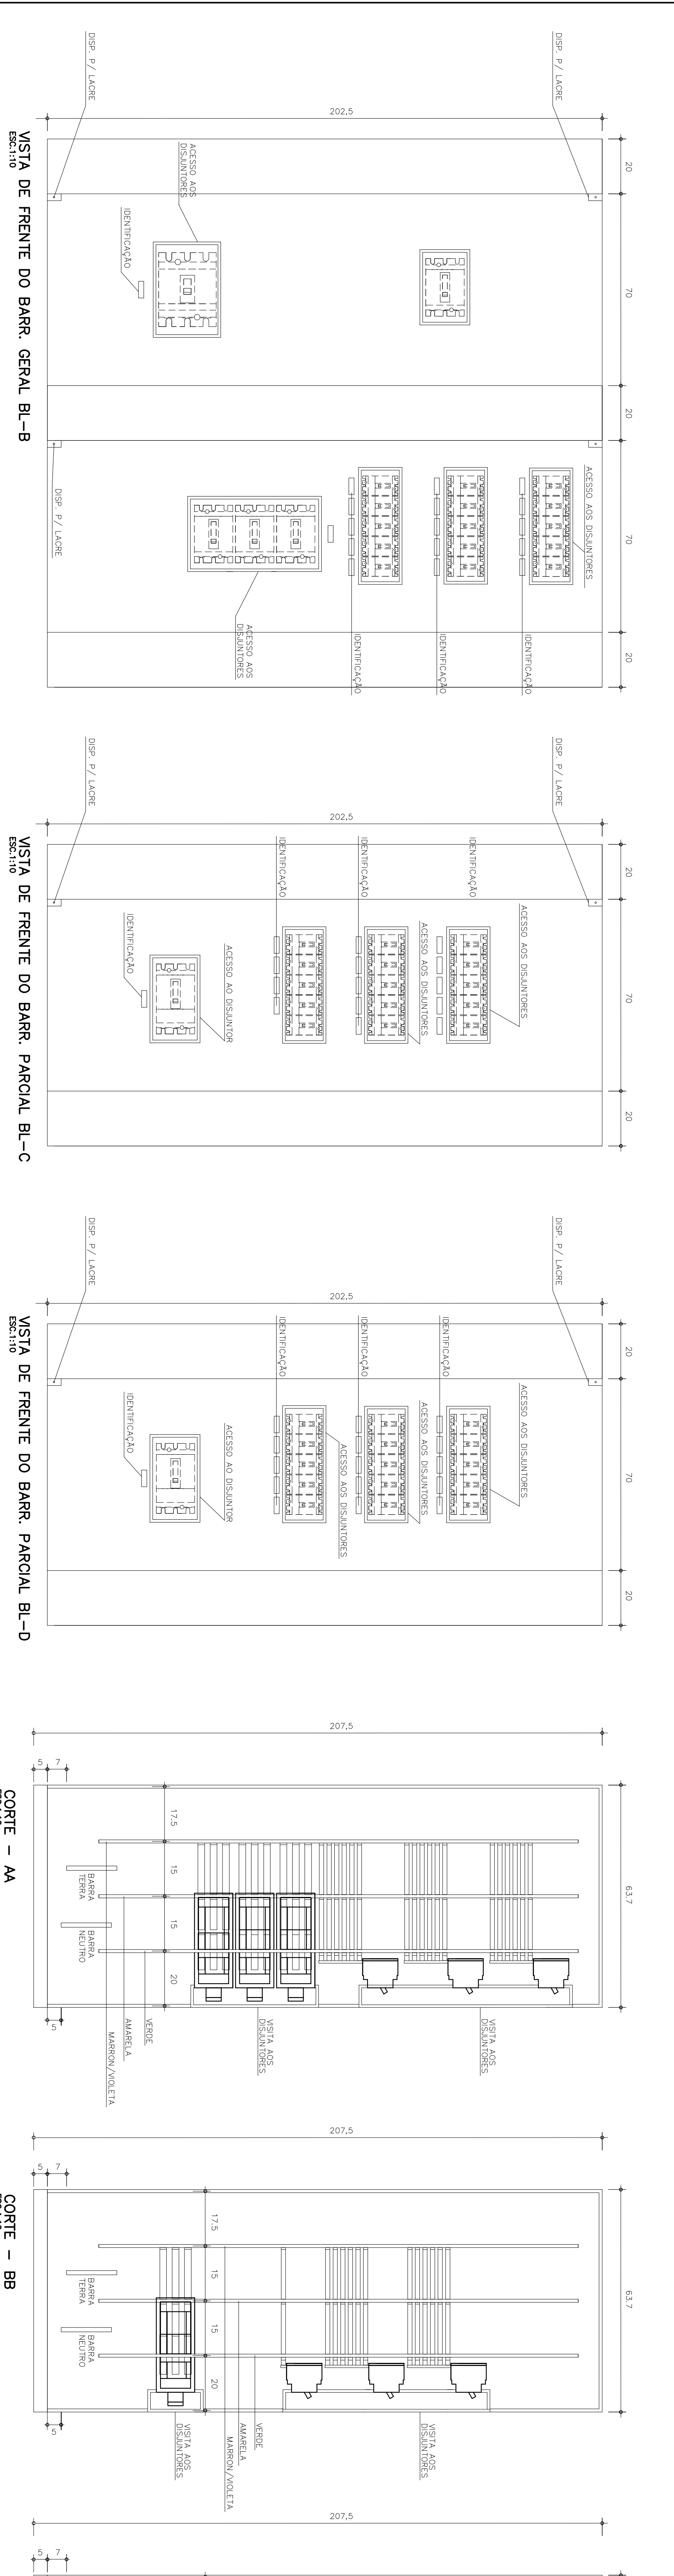 DISP. P/ LACRE
DISP. P/ LACRE
202,5
20
70
20
70
20
ACESSO AOS
DISJUNTORES
IDENTIFICAÇÃO
DISP. P/ LACRE
ACESSO AOS DISJUNTORES
ACESSO AOS
DISJUNTORES
IDENTIFICAÇÃO
IDENTIFICAÇÃO
IDENTIFICAÇÃO
VISTA DE FRENTE DO BARR. GERAL BL-B
ESC.1:10
DISP. P/ LACRE
DISP. P/ LACRE
202,5
20
70
20
IDENTIFICAÇÃO
IDENTIFICAÇÃO
IDENTIFICAÇÃO
ACESSO AOS DISJUNTORES
ACESSO AOS DISJUNTORES
ACESSO AO DISJUNTOR
IDENTIFICAÇÃO
VISTA DE FRENTE DO BARR. PARCIAL BL-C
ESC.1:10
DISP. P/ LACRE
DISP. P/ LACRE
202,5
20
70
20
IDENTIFICAÇÃO
IDENTIFICAÇÃO
IDENTIFICAÇÃO
ACESSO AOS DISJUNTORES
ACESSO AOS DISJUNTORES
ACESSO AOS DISJUNTORES
ACESSO AO DISJUNTOR
IDENTIFICAÇÃO
VISTA DE FRENTE DO BARR. PARCIAL BL-D
ESC.1:10
207,5
5
7
63.7
17.5
15
15
20
BARRA
TERRA
BARRA
NEUTRO
5
VERDE
AMARELA
MARRON/VIOLETA
VISITA AOS
DISJUNTORES
VISITA AOS
DISJUNTORES
CORTE - AA
207,5
5
7
63.7
17.5
15
15
20
BARRA
TERRA
BARRA
NEUTRO
5
VISITA AOS
DISJUNTORES
VERDE
AMARELA
MARRON/VIOLETA
VISITA AOS
DISJUNTORES
CORTE - BB
207,5
5
7